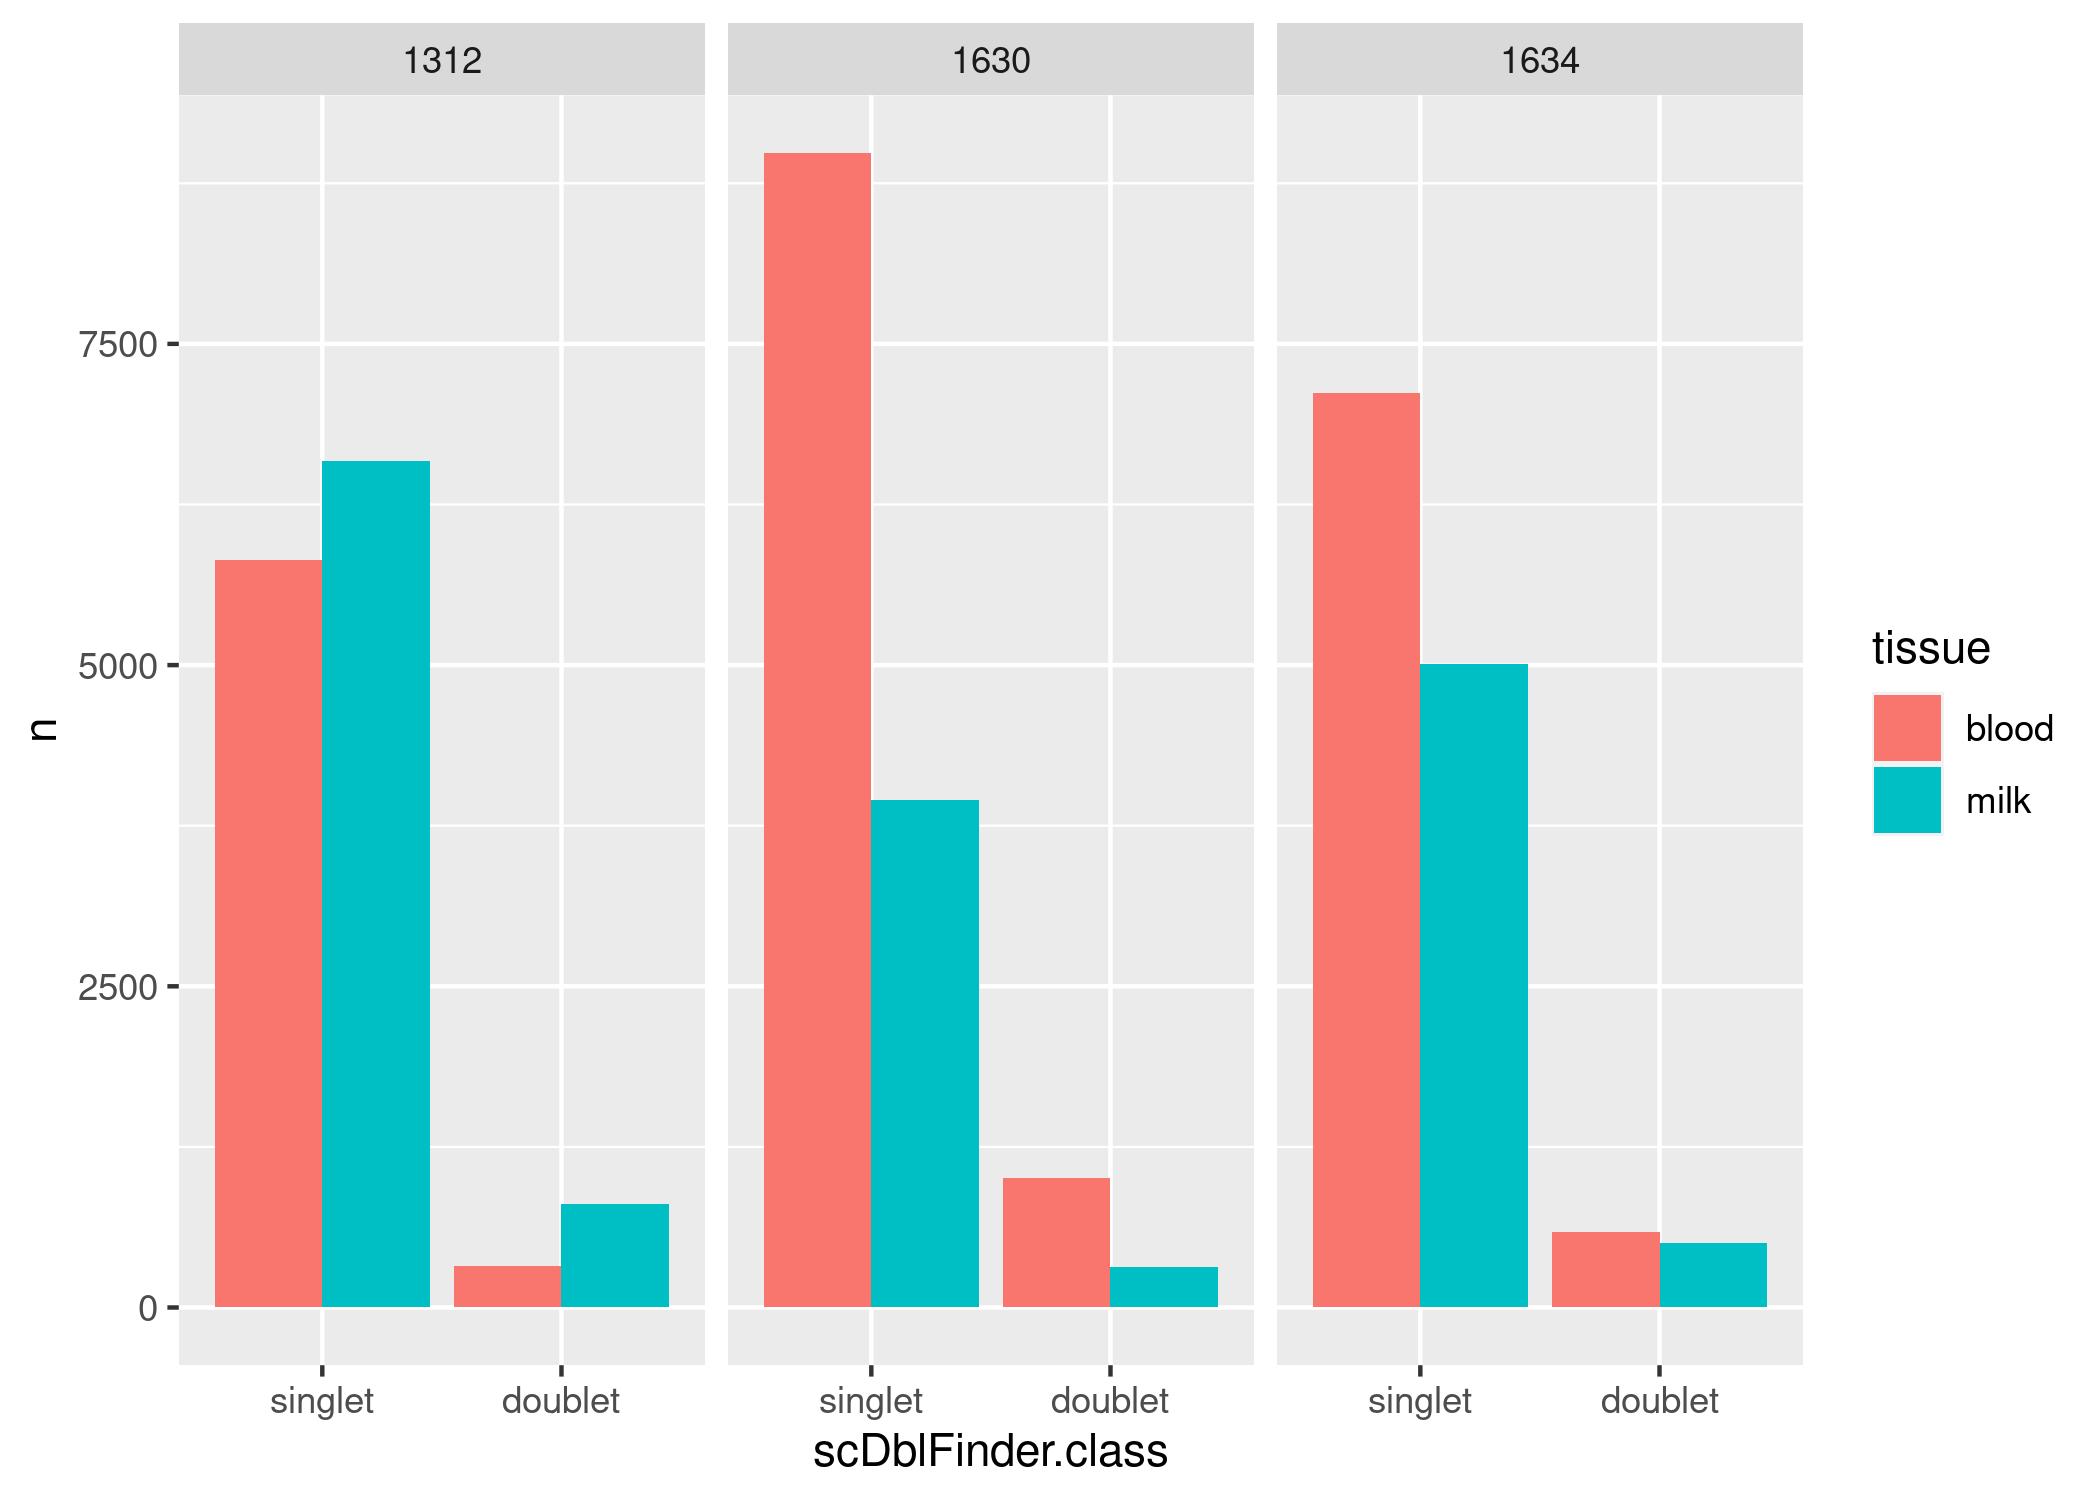 1312 1630 1634
7500
5000
2500
0
n
singlet doublet singlet doublet singlet doublet
scDblFinder.class
tissue
blood
milk